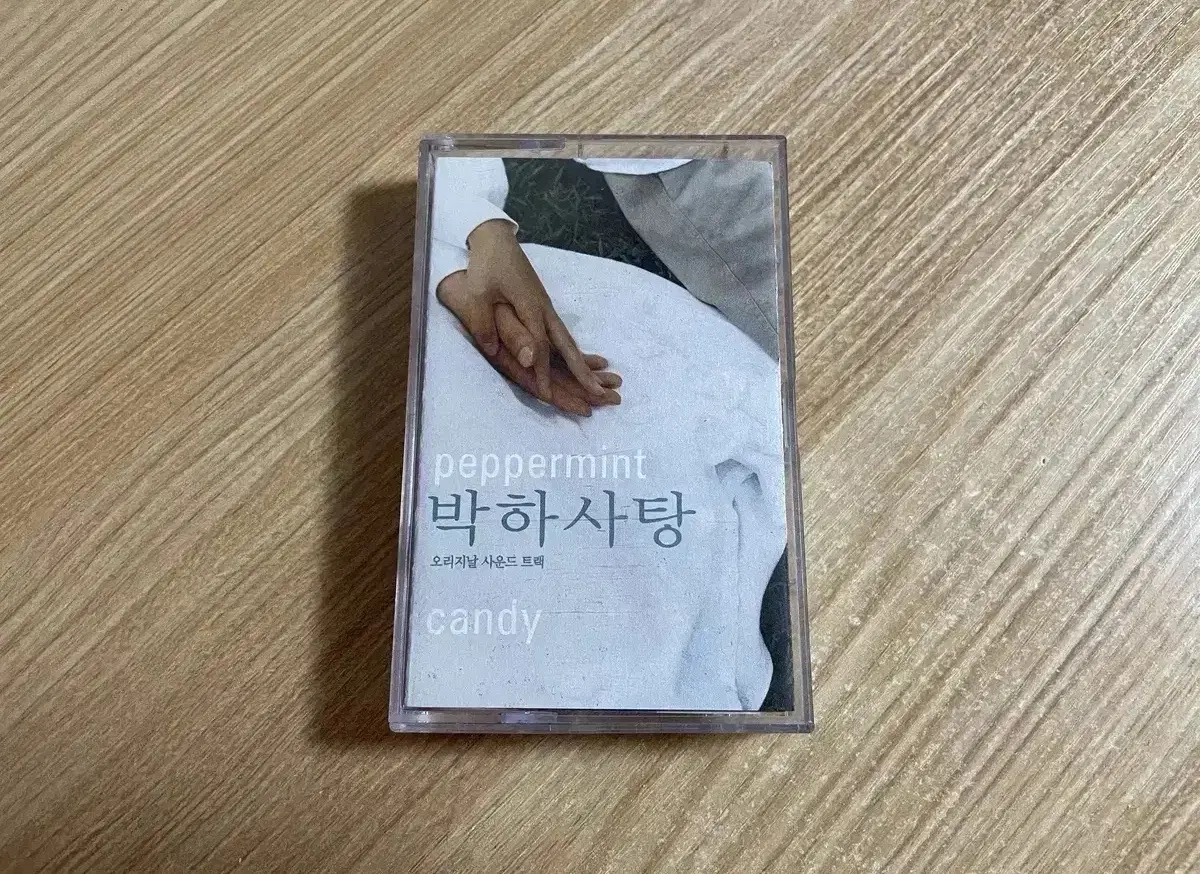 peppermint
박하사탕
오리지날 사운드 트랙
candy